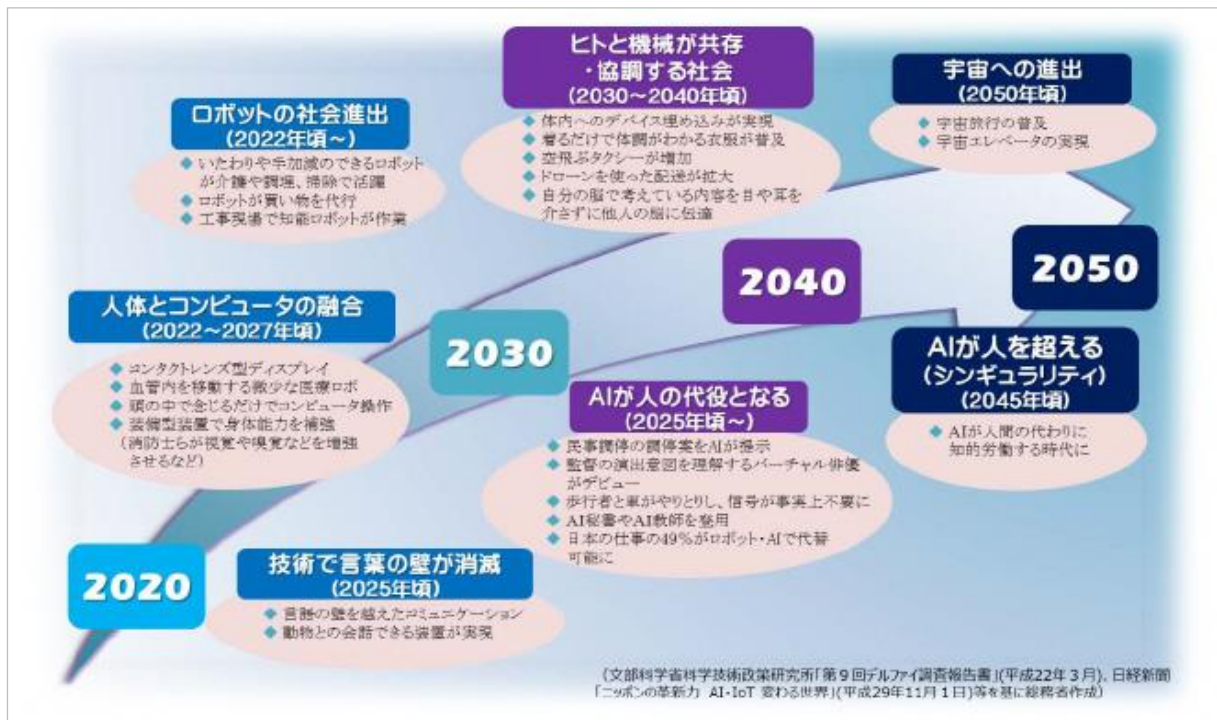 ヒトと機械が共存
・協調する社会
(2030～2040年頃)
◆ 体内へのデバイス埋め込みが実現
◆ 着るだけで体調がわかる衣服が普及
◆ 空飛ぶタクシーが増加
◆ ドローンを使った配送が拡大
◆ 自分の脳で考えている内容を目や耳を
介さずに他人の脳に伝達
宇宙への進出
(2050年頃)
◆ 宇宙旅行の普及
◆ 宇宙エレベータの実現
ロボットの社会進出
(2022年頃～)
◆ いたわりや手加減のできるロボット
が介護や調理、掃除で活躍
◆ ロボットが買い物を代行
◆ 工事現場で知能ロボットが作業
2050
2040
人体とコンピュータの融合
(2022～2027年頃)
◆ コンタクトレンズ型ディスプレイ
◆ 血管内を移動する微少な医療ロボ
◆ 頭の中で念じるだけでコンピュータ操作
◆ 装備型装置で身体能力を補強
(消防士らが視覚や嗅覚などを増強
させるなど)
2030
AIが人の代役となる
(2025年頃～)
◆ 民事調停の調停案をAIが提示
◆ 監督の演出意図を理解するバーチャル俳優
がデビュー
◆ 歩行者と車がやりとりし、信号が事実上不要に
◆ AI秘書やAI教師を登用
◆ 日本の仕事の49%がロボット・AIで代替
可能に
AIが人を超える
(シンギュラリティ)
(2045年頃)
◆ AIが人間の代わりに
知的労働する時代に
2020
技術で言葉の壁が消滅
(2025年頃)
◆ 言語の壁を越えたコミュニケーション
◆ 動物との会話できる装置が実現
(文部科学省科学技術政策研究所「第９回デルファイ調査報告書」(平成22年３月)、日経新聞
「ニッポンの革新力 AI・IoT 変わる世界」(平成29年11月１日)等を基に総務省作成)